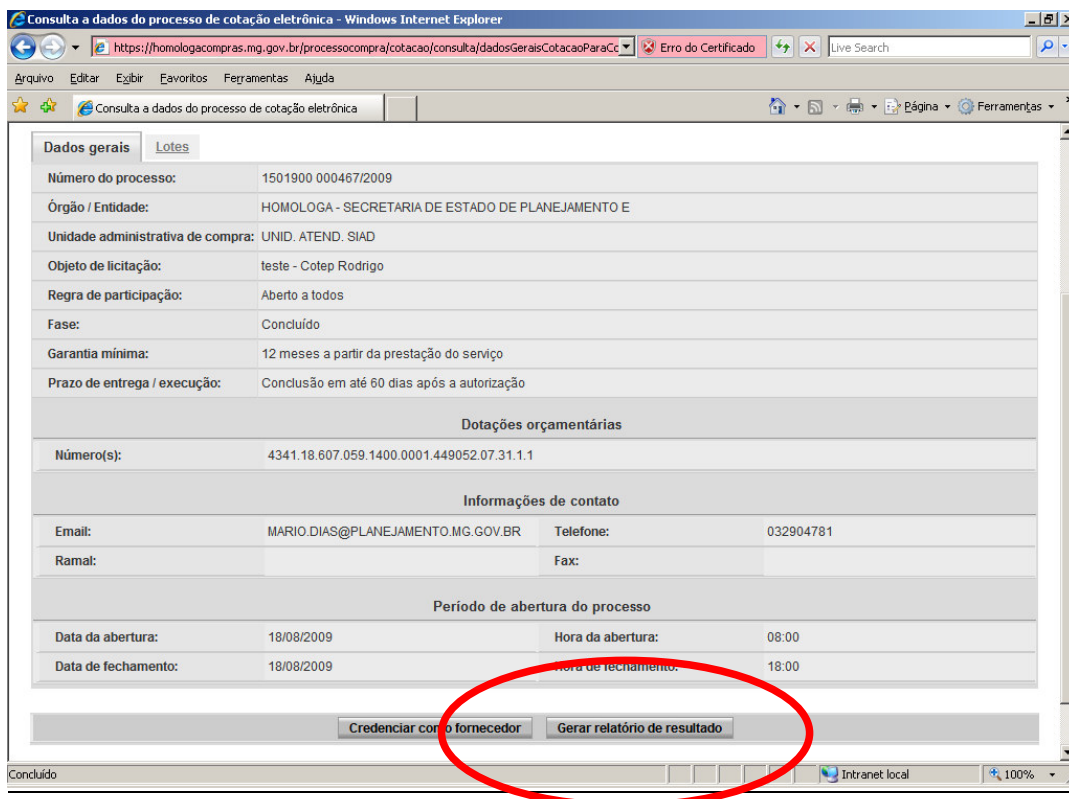 Consulta a dados do processo de cotação eletrônica - Windows Internet Explorer
https://homologacompras.mg.gov.br/processocompra/cotacao/consulta/dadosGeraisCotacaoParaCc Erro do Certificado Live Search
Arquivo Editar Exibir Favoritos Ferramentas Ajuda
Consulta a dados do processo de cotação eletrônica Página Ferramentas
Dados gerais Lotes
Número do processo: 1501900 000467/2009
Órgão / Entidade: HOMOLOGA - SECRETARIA DE ESTADO DE PLANEJAMENTO E
Unidade administrativa de compra: UNID. ATEND. SIAD
Objeto de licitação: teste - Cotep Rodrigo
Regra de participação: Aberto a todos
Fase: Concluído
Garantia mínima: 12 meses a partir da prestação do serviço
Prazo de entrega / execução: Conclusão em até 60 dias após a autorização
Dotações orçamentárias
Número(s): 4341.18.607.059.1400.0001.449052.07.31.1.1
Informações de contato
Email: MARIO.DIAS@PLANEJAMENTO.MG.GOV.BR Telefone: 032904781
Ramal: Fax:
Período de abertura do processo
Data da abertura: 18/08/2009 Hora da abertura: 08:00
Data de fechamento: 18/08/2009 Hora de fechamento: 18:00
Credenciar como fornecedor Gerar relatório de resultado
Concluído Intranet local 100%